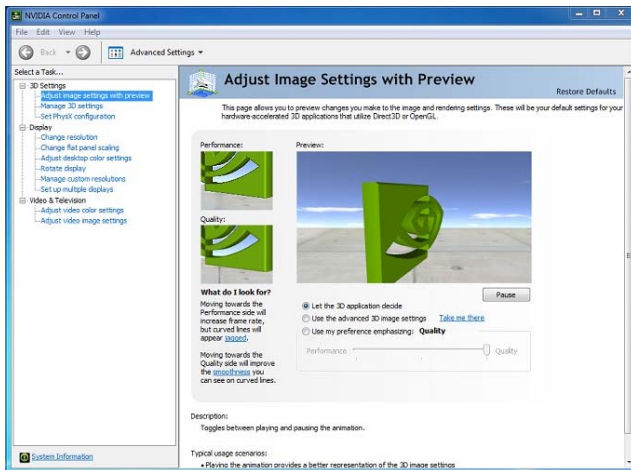 NVIDIA Control Panel
File Edit View Help
Back Advanced Settings
Select a Task...
3D Settings
Adjust image settings with preview
Manage 3D settings
Set PhysX configuration
Display
Change resolution
Change flat panel scaling
Adjust desktop color settings
Rotate display
Manage custom resolutions
Set up multiple displays
Video & Television
Adjust video color settings
Adjust video image settings
System Information
Adjust Image Settings with Preview
Restore Defaults
This page allows you to preview changes you make to the image and rendering settings. These will be your default settings for your
hardware-accelerated 3D applications that utilize Direct3D or OpenGL.
Performance:
Quality:
What do I look for?
Moving towards the
Performance side will
increase frame rate,
but curved lines will
appear jagged.
Moving towards the
Quality side will improve
the smoothness you
can see on curved lines.
Preview:
Pause
Let the 3D application decide
Use the advanced 3D image settings Take me there
Use my preference emphasizing: Quality
Performance Quality
Description:
Toggles between playing and pausing the animation.
Typical usage scenarios:
• Playing the animation provides a better representation of the 3D image settings